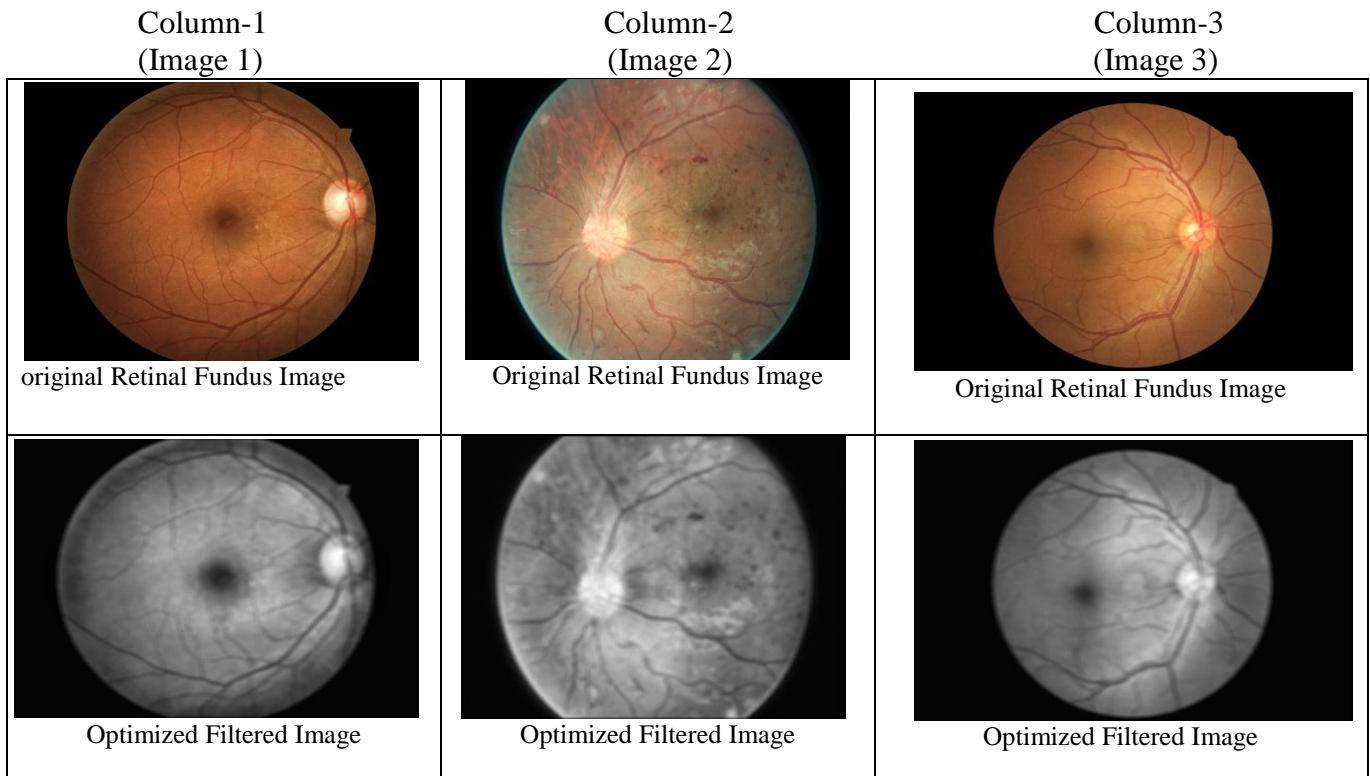 Column-1
(Image 1)
Column-2
(Image 2)
Column-3
(Image 3)
original Retinal Fundus Image
Original Retinal Fundus Image
Original Retinal Fundus Image
Optimized Filtered Image
Optimized Filtered Image
Optimized Filtered Image